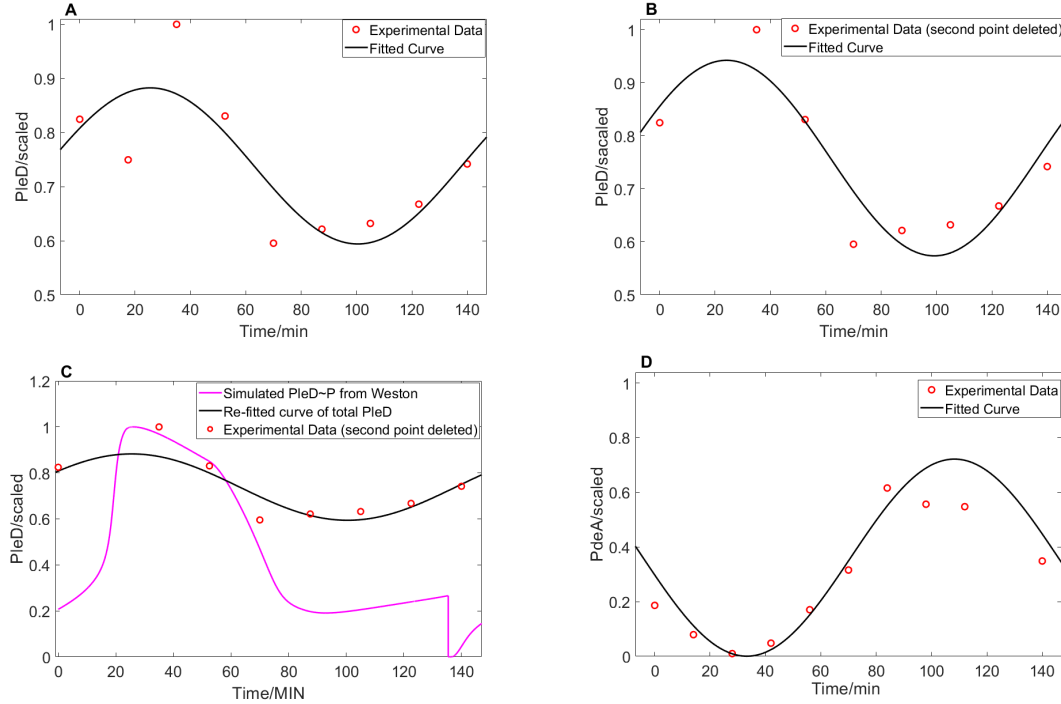 A
Experimental Data
Fitted Curve
PleD/scaled
1
0.9
0.8
0.7
0.6
0.5
0 20 40 60 80 100 120 140
Time/min
B
Experimental Data (second point deleted)
Fitted Curve
PleD/sacaled
1
0.9
0.8
0.7
0.6
0.5
0 20 40 60 80 100 120 140
Time/min
C
Simulated PleD~P from Weston
Re-fitted curve of total PleD
Experimental Data (second point deleted)
PleD/scaled
1.2
1
0.8
0.6
0.4
0.2
0
0 20 40 60 80 100 120 140
Time/MIN
D
Experimental Data
Fitted Curve
PdeA/scaled
1
0.8
0.6
0.4
0.2
0
0 20 40 60 80 100 120 140
Time/min